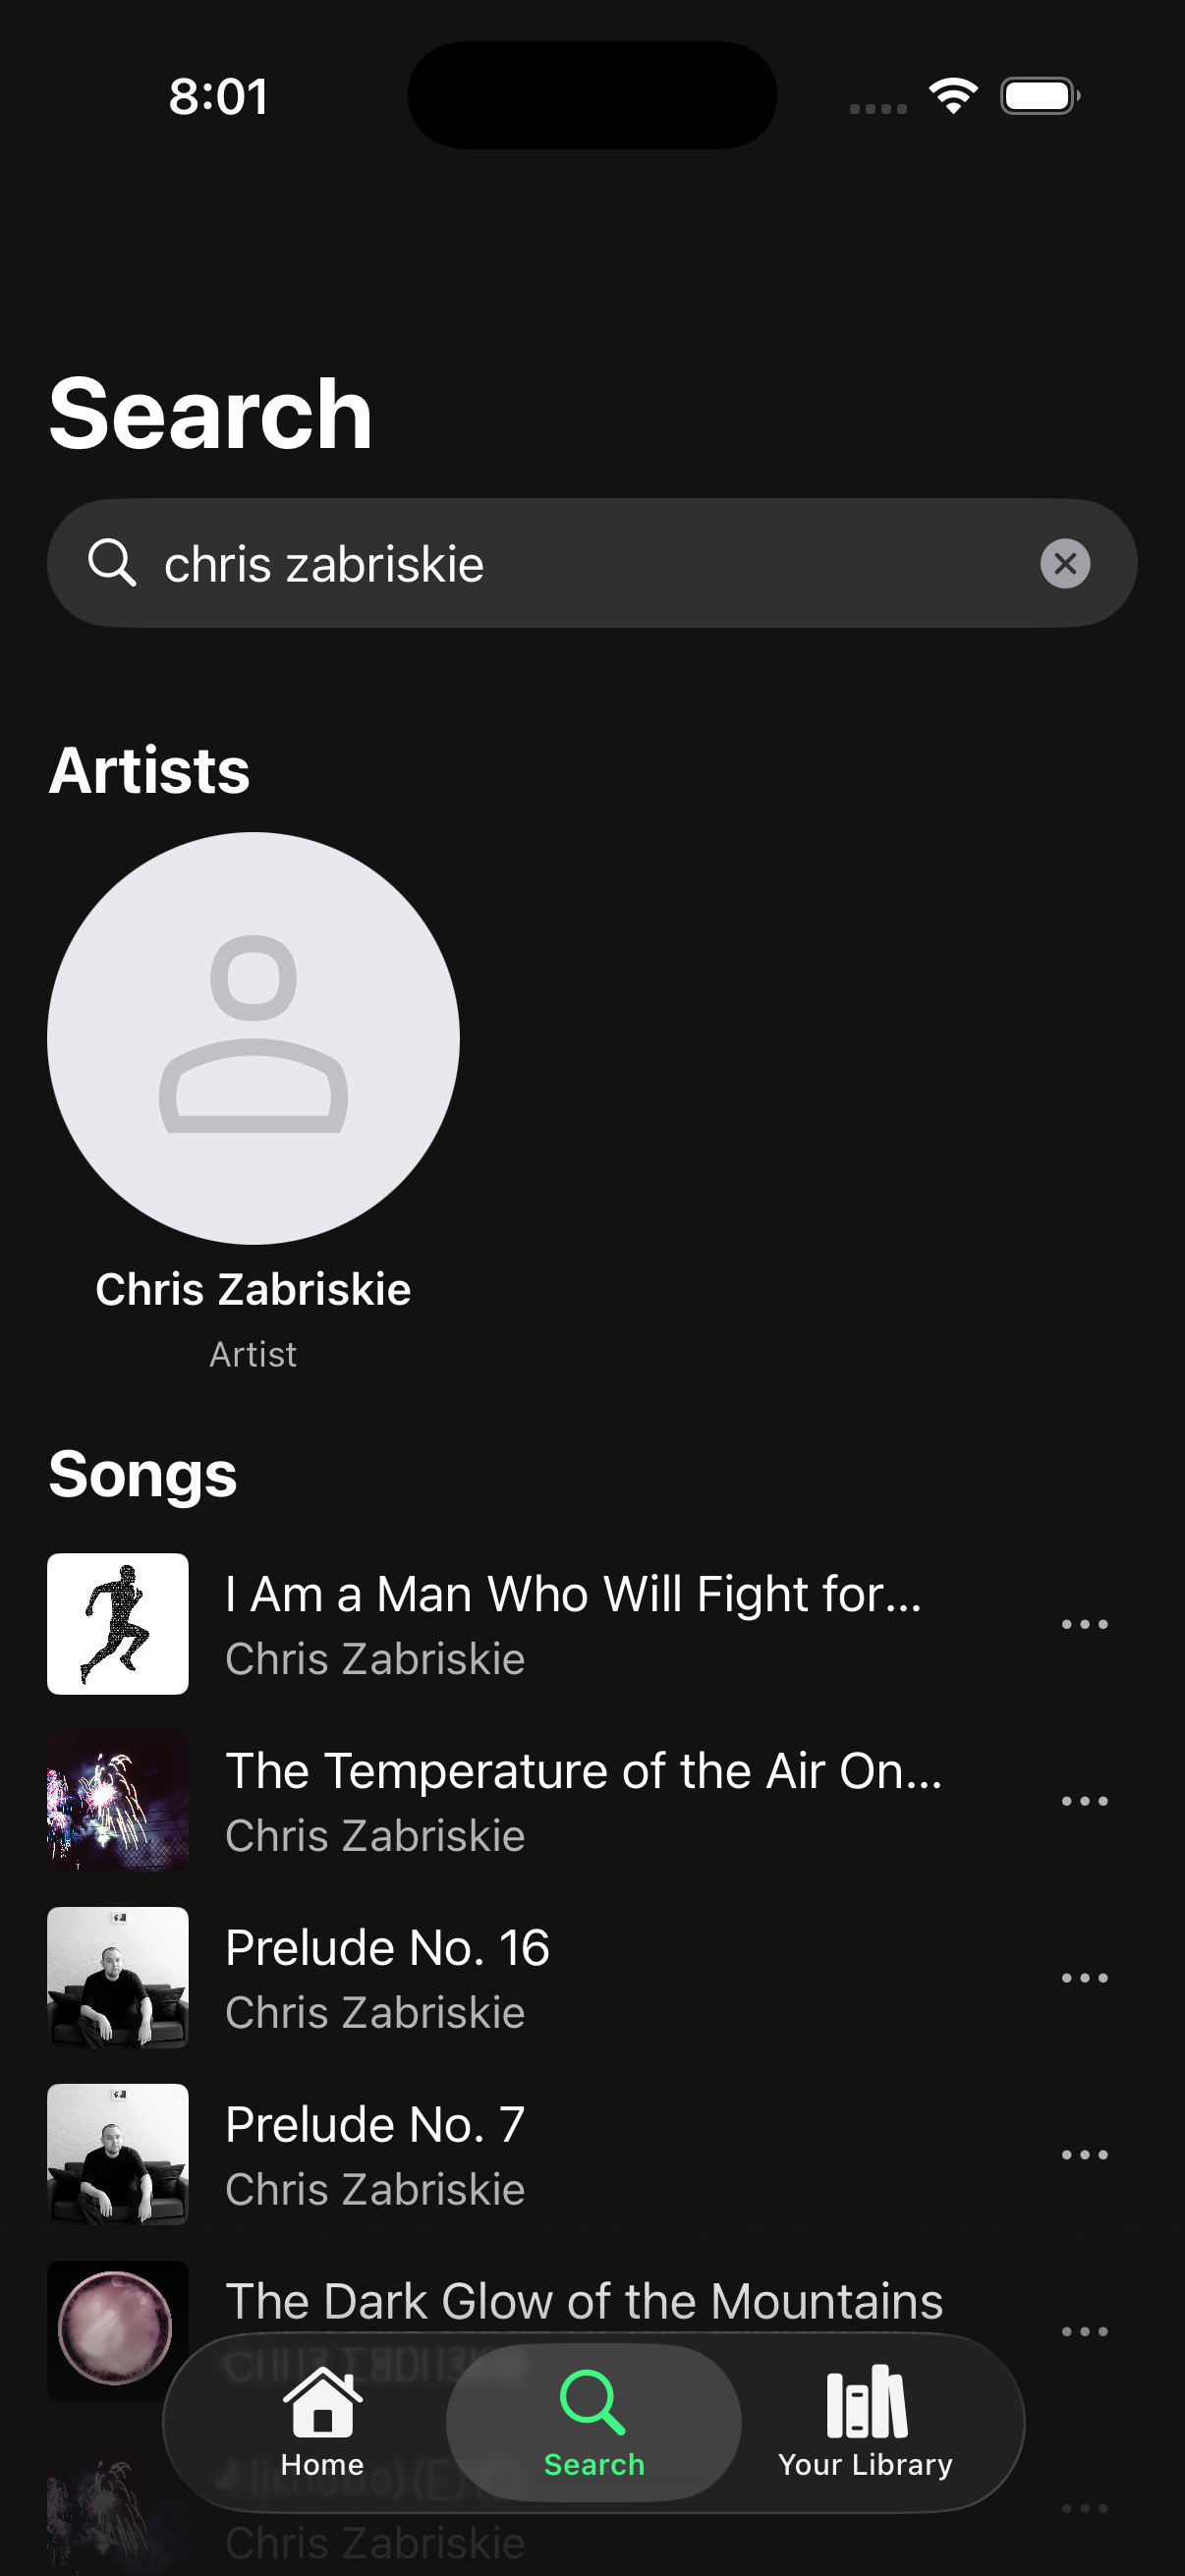 8:01
Search
chris zabriskie
Artists
Chris Zabriskie
Artist
Songs
I Am a Man Who Will Fight for...
Chris Zabriskie
The Temperature of the Air On...
Chris Zabriskie
Prelude No. 16
Chris Zabriskie
Prelude No. 7
Chris Zabriskie
The Dark Glow of the Mountains
Home
Search
Your Library
Chris Zabriskie